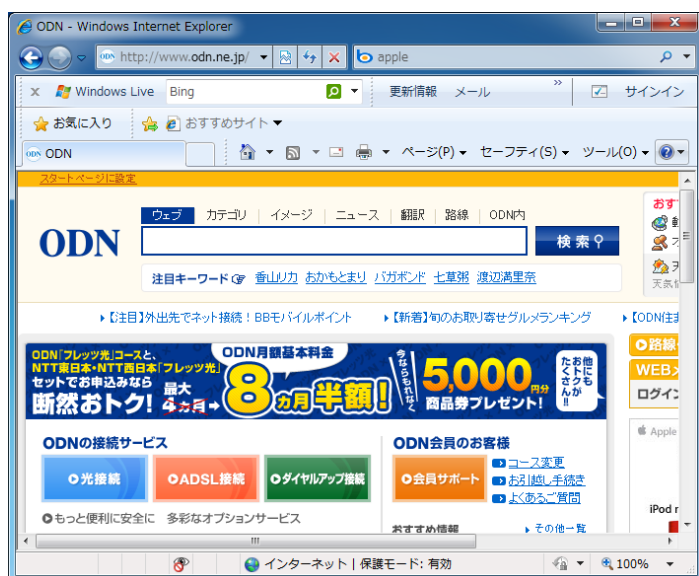 ODN - Windows Internet Explorer
http://www.odn.ne.jp/
apple
x Windows Live Bing 更新情報 メール » サインイン
お気に入り おすすめサイト
ODN ページ(P) セーフティ(S) ツール(O)
スタートページに設定
ウェブ カテゴリ | イメージ | ニュース | 翻訳 | 路線 | ODN内
ODN
検索
注目キーワード 香山リカ おかもとまり バガボンド 七草粥 渡辺満里奈
おす
天気
【注目】外出先でネット接続!BBモバイルポイント 【新着】旬のお取り寄せグルメランキング 【ODN住ま
ODN「フレッツ光」コースと、
NTT東日本・NTT西日本「フレッツ光」
セットでお申込みなら
断然おトク!
ODN月額基本料金
最大 4ヵ月 8ヵ月半額!
今ならもれなく
5,000円分
商品券プレゼント!
他にもおトクがたくさん!!
路線
WEBメ
ログイン
ODNの接続サービス
光接続 ADSL接続 ダイヤルアップ接続
もっと便利に安全に 多彩なオプションサービス
ODN会員のお客様
会員サポート
コース変更
お引越し手続き
よくあるご質問
おすすめ情報 その他一覧
Apple
iPod n
インターネット | 保護モード: 有効 100%